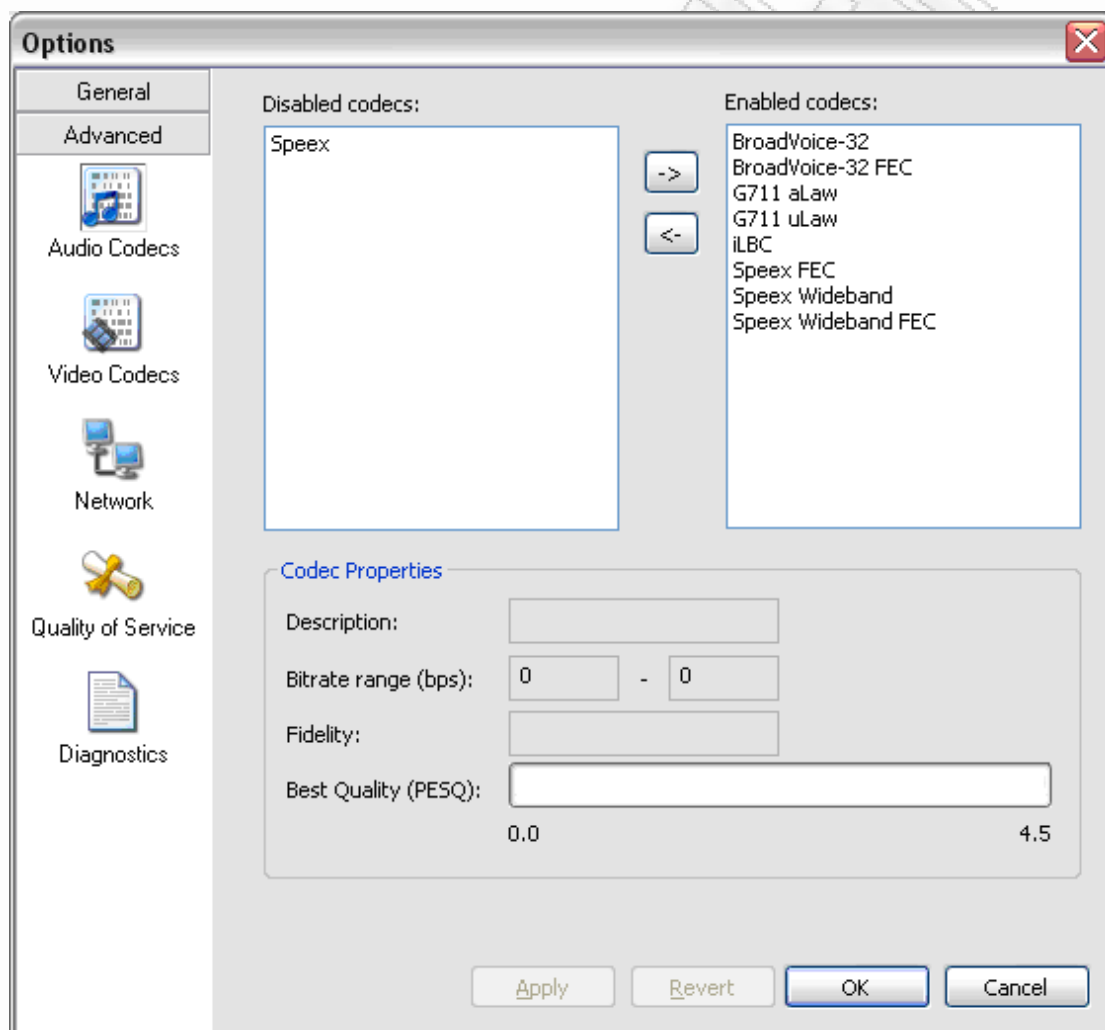 Options
General
Advanced
Audio Codecs
Video Codecs
Network
Quality of Service
Diagnostics
Disabled codecs:
Speex
->
<-
Enabled codecs:
BroadVoice-32
BroadVoice-32 FEC
G711 aLaw
G711 uLaw
iLBC
Speex FEC
Speex Wideband
Speex Wideband FEC
Codec Properties
Description:
Bitrate range (bps): 0 - 0
Fidelity:
Best Quality (PESQ):
0.0 4.5
Apply Revert OK Cancel